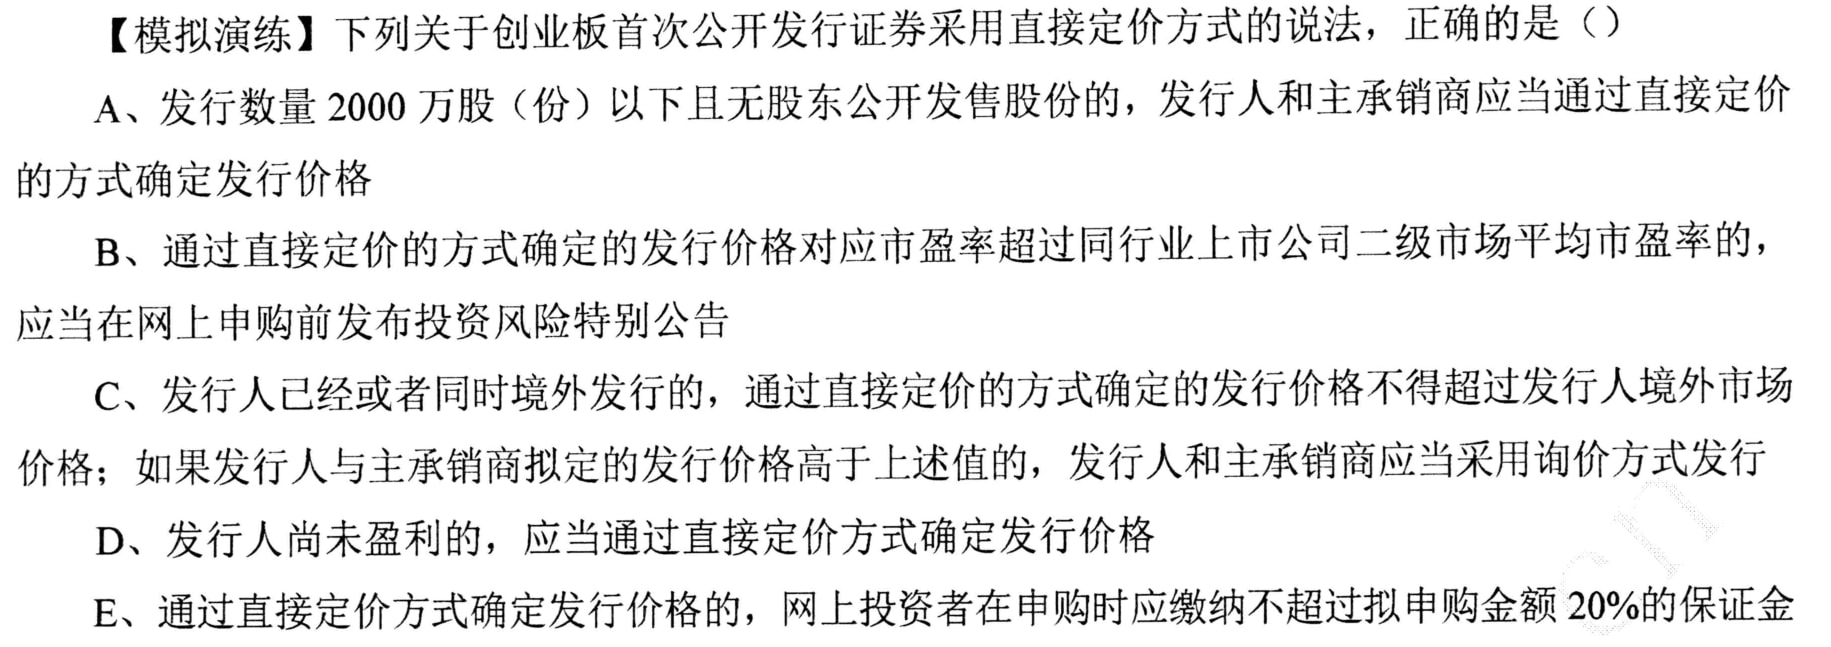 【模拟演练】下列关于创业板首次公开发行证券采用直接定价方式的说法，正确的是（）
A、发行数量 2000 万股（份）以下且无股东公开发售股份的，发行人和主承销商应当通过直接定价
的方式确定发行价格
B、通过直接定价的方式确定的发行价格对应市盈率超过同行业上市公司二级市场平均市盈率的，
应当在网上申购前发布投资风险特别公告
C、发行人已经或者同时境外发行的，通过直接定价的方式确定的发行价格不得超过发行人境外市场
价格；如果发行人与主承销商拟定的发行价格高于上述值的，发行人和主承销商应当采用询价方式发行
D、发行人尚未盈利的，应当通过直接定价方式确定发行价格
E、通过直接定价方式确定发行价格的，网上投资者在申购时应缴纳不超过拟申购金额 20%的保证金
cn